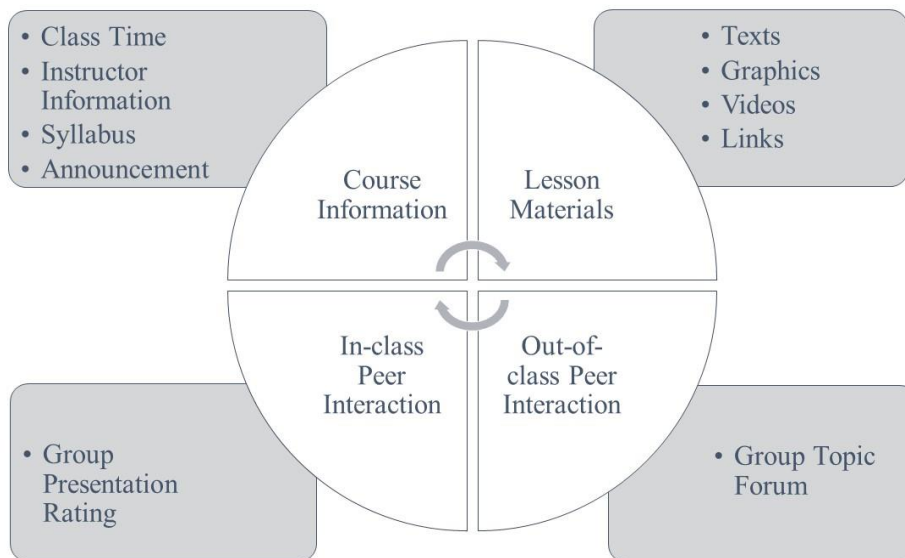 • Class Time
• Instructor
Information
• Syllabus
• Announcement
• Texts
• Graphics
• Videos
• Links
Course
Information
Lesson
Materials
In-class
Peer
Interaction
Out-of-
class Peer
Interaction
• Group
Presentation
Rating
• Group Topic
Forum